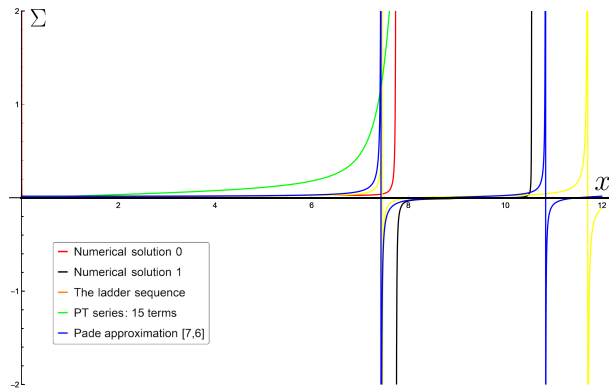 2
Σ
1
2
4
6
8
10
12
x
Numerical solution 0
Numerical solution 1
The ladder sequence
PT series: 15 terms
Pade approximation [7,6]
-1
-2